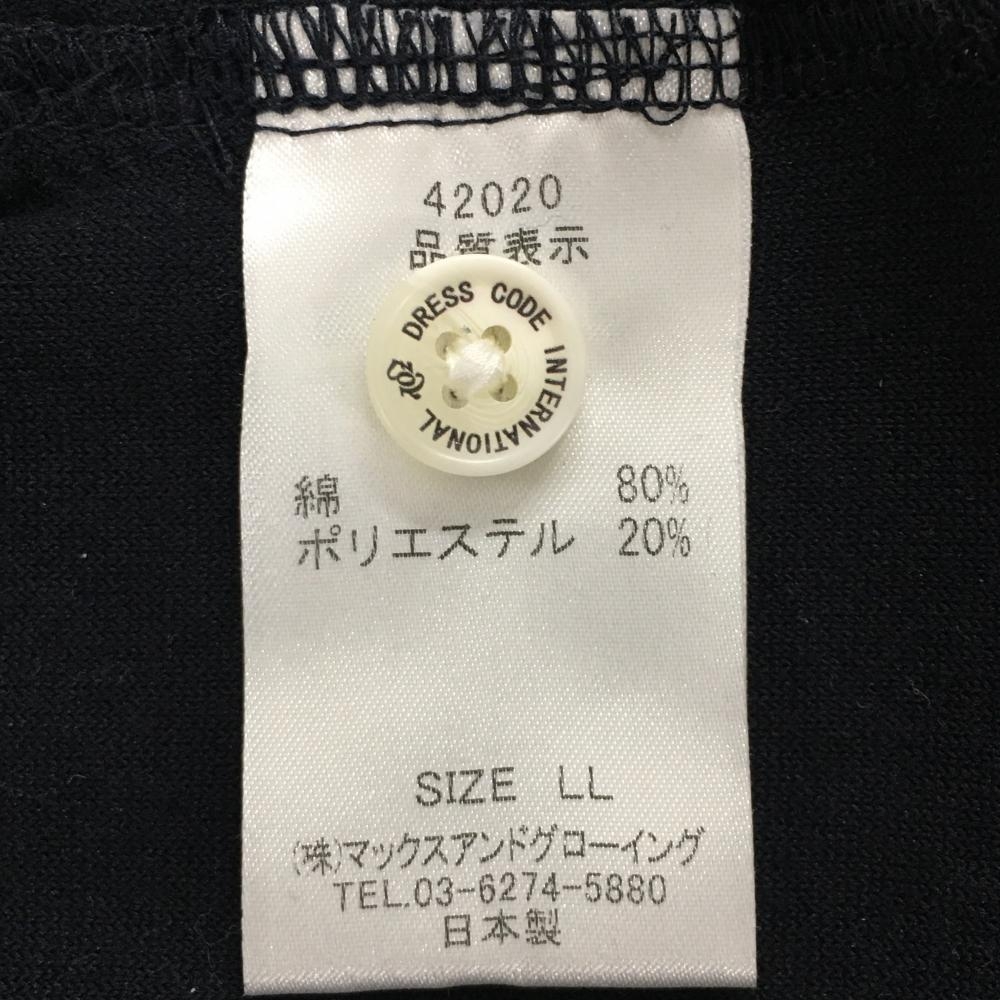 42020
品質表示
DRESS CODE INTERNATIONAL
綿 80%
ポリエステル 20%
SIZE LL
(株)マックスアンドグローイング
TEL.03-6274-5880
日本製